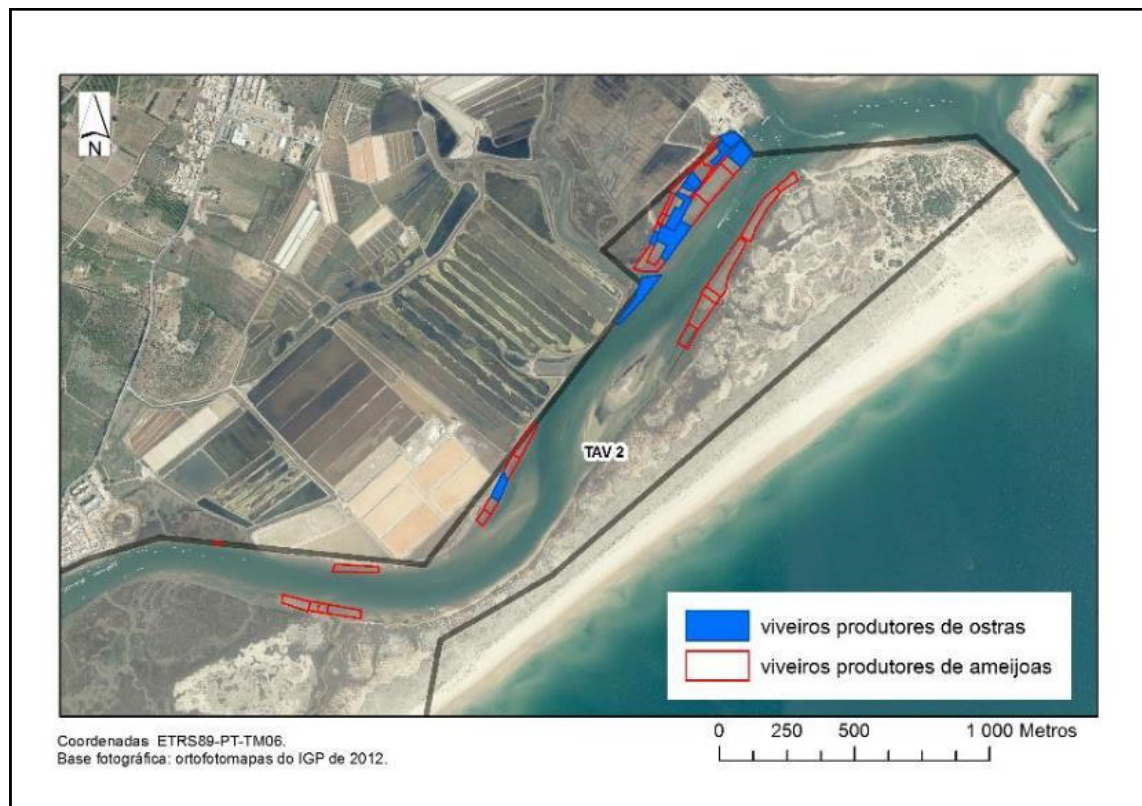 N
TAV 2
viveiros produtores de ostras
viveiros produtores de ameijoas
Coordenadas ETRS89-PT-TM06.
Base fotográfica: ortofotomapas do IGP de 2012.
0 250 500 1 000 Metros